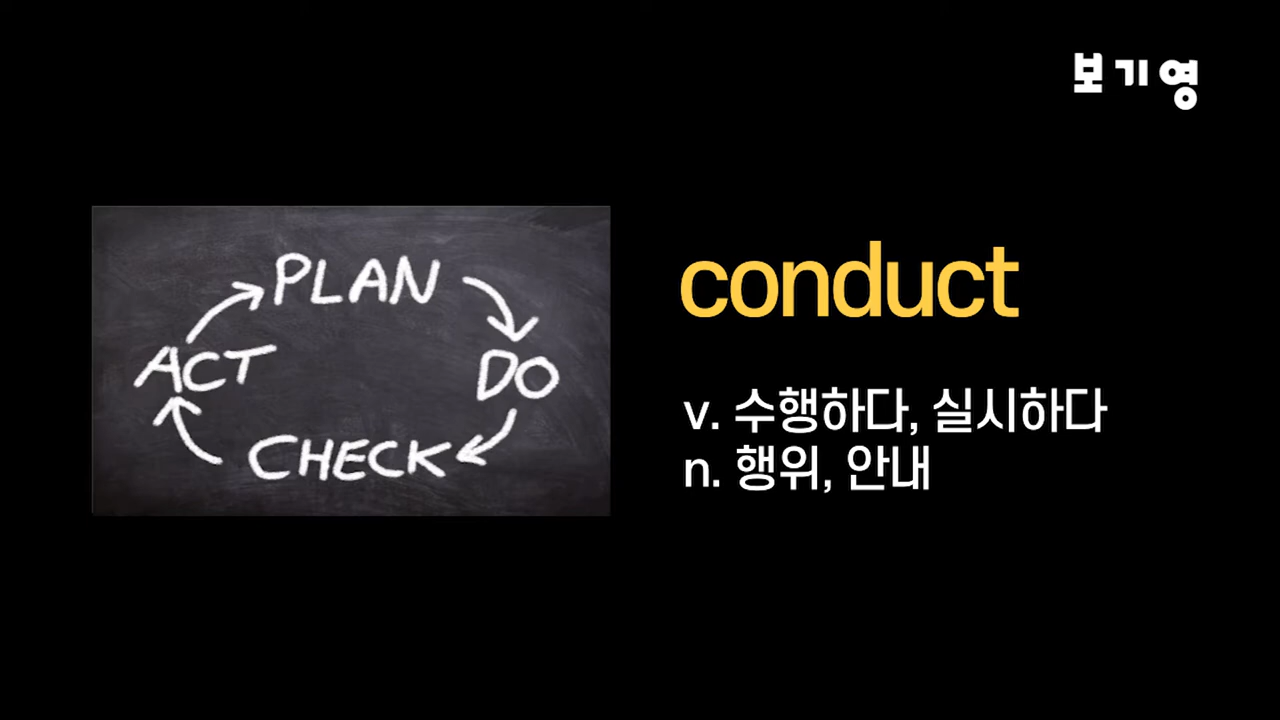 보기영
PLAN
ACT
DO
CHECK
conduct
v. 수행하다, 실시하다
n. 행위, 안내